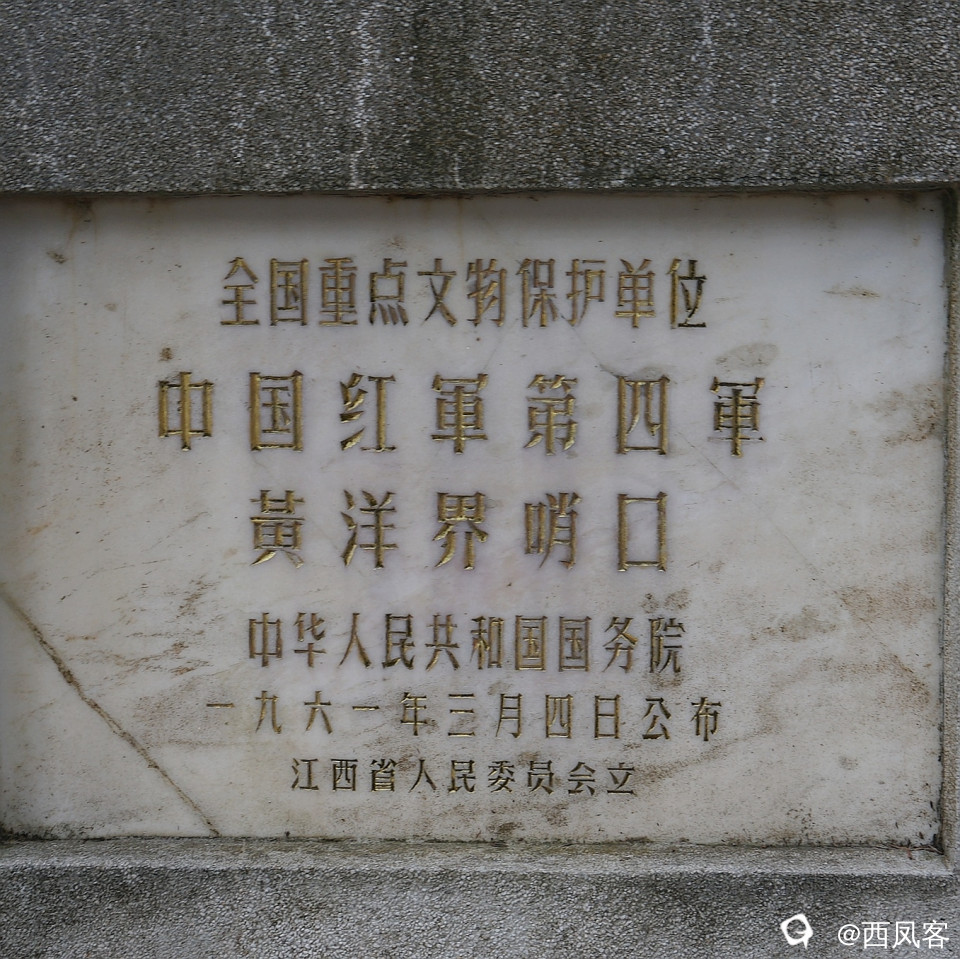 全国重点文物保护单位
中国红軍第四軍
黃洋界哨口
中华人民共和国国务院
一九六一年三月四日公布
江西省人民委员会立
@西凤客